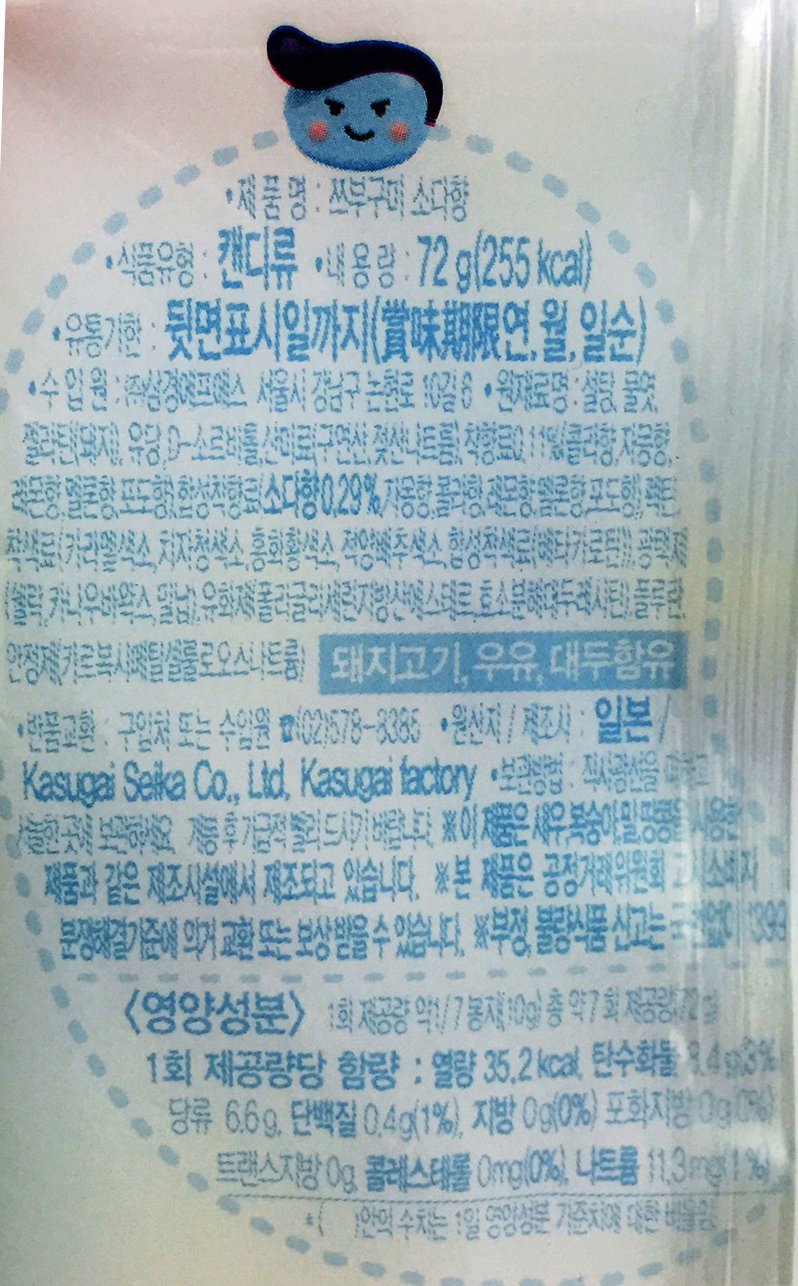 •제품명 : 쯔부구미 소다향
•식품유형 : 캔디류 •내용량 : 72 g(255 kcal)
•유통기한 : 뒷면표시일까지(賞味期限연, 월, 일순)
•수입원 : ㈜삼경에프에스 서울시 강남구 논현로 10길 6 •원재료명 : 설탕, 물엿,
젤라틴(돼지), 유당, D-소르비톨, 산미료(구연산, 젖산나트륨), 착향료0.11%(콜라향, 자몽향,
레몬향, 멜론향, 포도향), 합성착향료(소다향0.29%, 자몽향, 콜라향, 레몬향, 멜론향, 포도향), 펙틴,
착색료(카라멜색소, 치자청색소, 홍화황색소, 적양배추색소, 합성착색료(베타카로틴)), 광택제
(쉘락, 카나우바왁스, 밀납), 유화제(폴리글리세린지방산에스테르, 효소분해대두레시틴), 풀루란,
안정제(카르복시메틸셀룰로오스나트륨) 돼지고기, 우유, 대두함유
•반품교환 : 구입처 또는 수입원 ☎(02)578-8385 •원산지 / 제조사 : 일본 /
Kasugai Seika Co., Ltd, Kasugai factory •보관방법 : 직사광선을 피하고
서늘한 곳에 보관하세요. 개봉 후 가급적 빨리 드시기 바랍니다. ※이 제품은 새우, 복숭아, 밀, 땅콩을 사용한
제품과 같은 제조시설에서 제조되고 있습니다. ※본 제품은 공정거래위원회 고시 소비자
분쟁해결기준에 의거 교환 또는 보상 받을 수 있습니다. ※부정, 불량식품 신고는 국번없이 1399
<영양성분> 1회 제공량 약1/7봉지(10g) 총 약7회 제공량(72 g)
1회 제공량당 함량 : 열량 35.2 kcal, 탄수화물 8.4 g(3%)
당류 6.6g, 단백질 0.4g(1%), 지방 0g(0%) 포화지방 0g(0%)
트랜스지방 0g, 콜레스테롤 0mg(0%), 나트륨 11.3mg(1%)
*( )안의 수치는 1일 영양성분 기준치에 대한 비율임